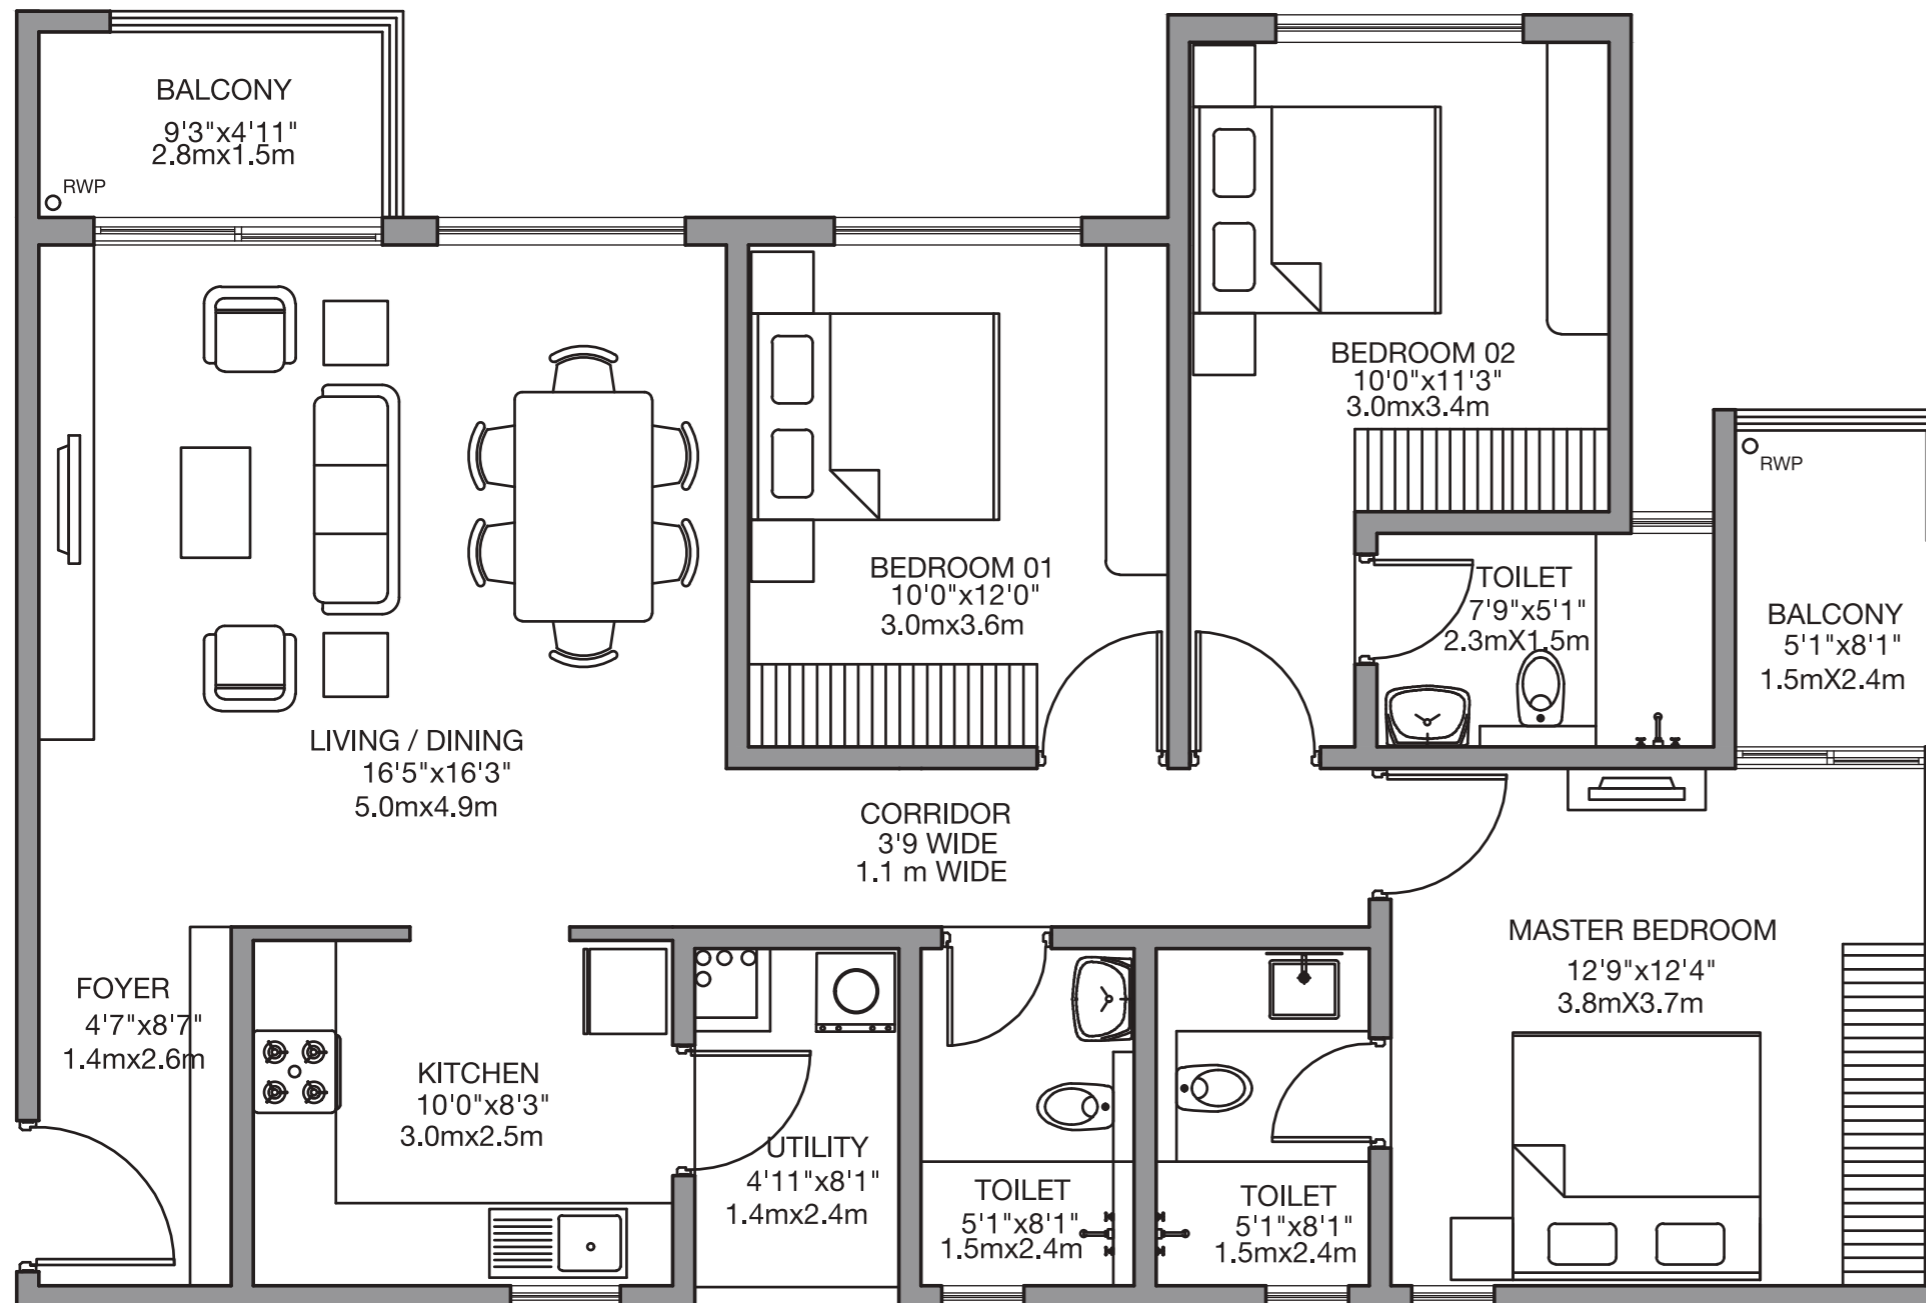 BALCONY
9'3"x4'11"
2.8mx1.5m
RWP
BEDROOM 02
10'0"x11'3"
3.0mx3.4m
RWP
BEDROOM 01
10'0"x12'0"
3.0mx3.6m
TOILET
7'9"x5'1"
2.3mX1.5m
BALCONY
5'1"x8'1"
1.5mX2.4m
LIVING / DINING
16'5"x16'3"
5.0mx4.9m
CORRIDOR
3'9 WIDE
1.1 m WIDE
MASTER BEDROOM
12'9"x12'4"
3.8mX3.7m
FOYER
4'7"x8'7"
1.4mx2.6m
KITCHEN
10'0"x8'3"
3.0mx2.5m
UTILITY
4'11"x8'1"
1.4mx2.4m
TOILET
5'1"x8'1"
1.5mx2.4m
TOILET
5'1"x8'1"
1.5mx2.4m